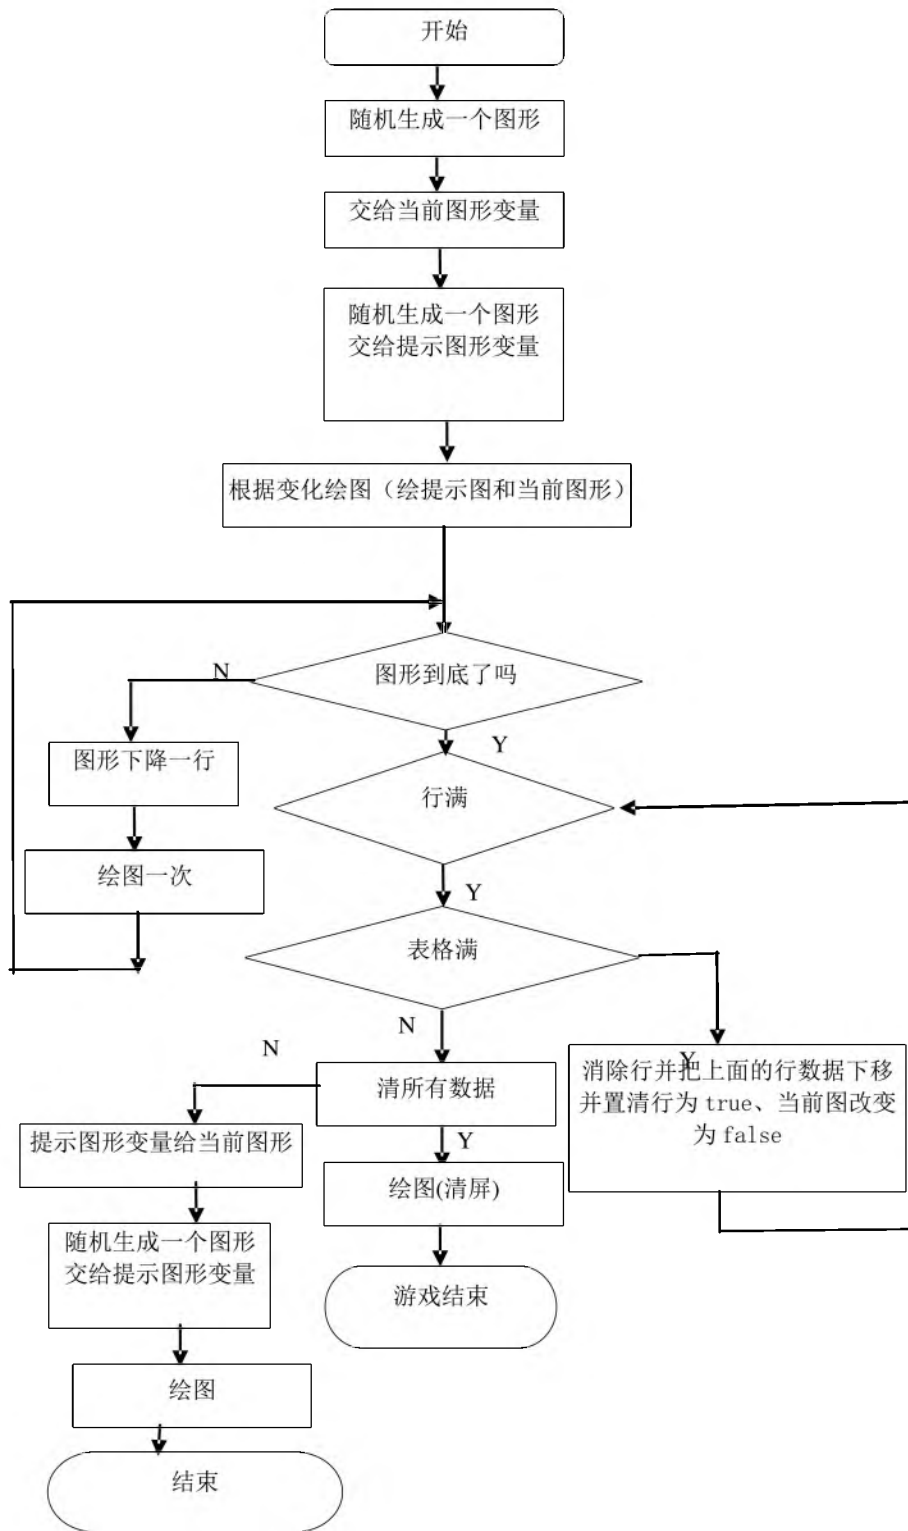 开始
随机生成一个图形
交给当前图形变量
随机生成一个图形
交给提示图形变量
根据变化绘图（绘提示图和当前图形）
图形到底了吗
N
Y
图形下降一行
行满
绘图一次
Y
表格满
N
N
Y
清所有数据
消除行并把上面的行数据下移
并置清行为 true、当前图改变
为 false
提示图形变量给当前图形
Y
绘图(清屏)
随机生成一个图形
交给提示图形变量
游戏结束
绘图
结束